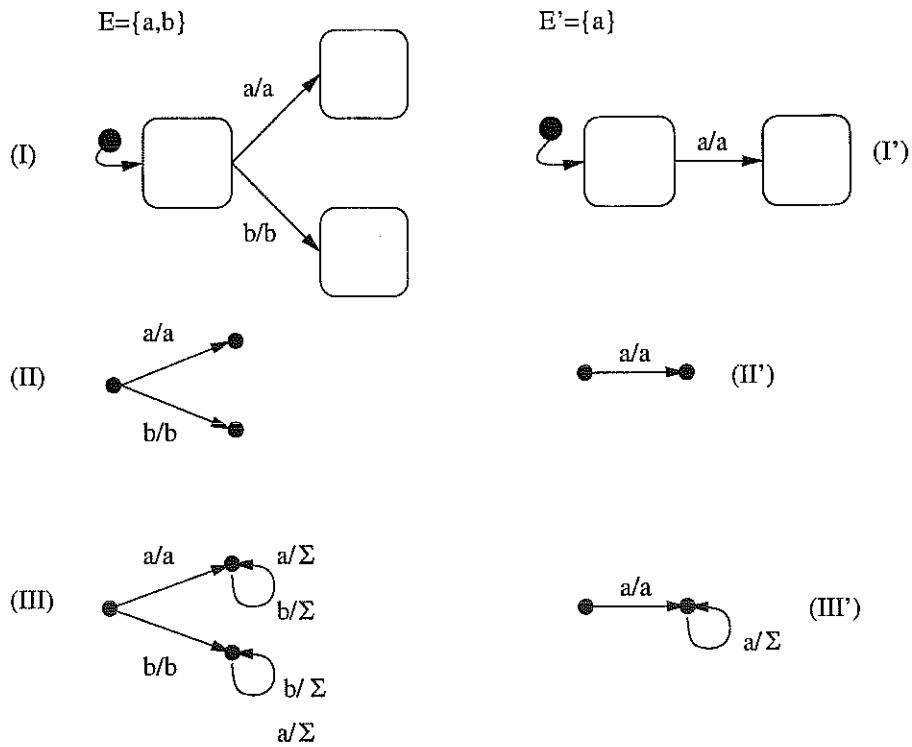 E={a,b}
E'={a}
a/a
(I)
b/b
a/a
(I')
a/a
(II)
b/b
a/a
(II')
a/a
a/Σ
(III)
b/Σ
b/b
b/Σ
a/Σ
a/a
(III')
a/Σ